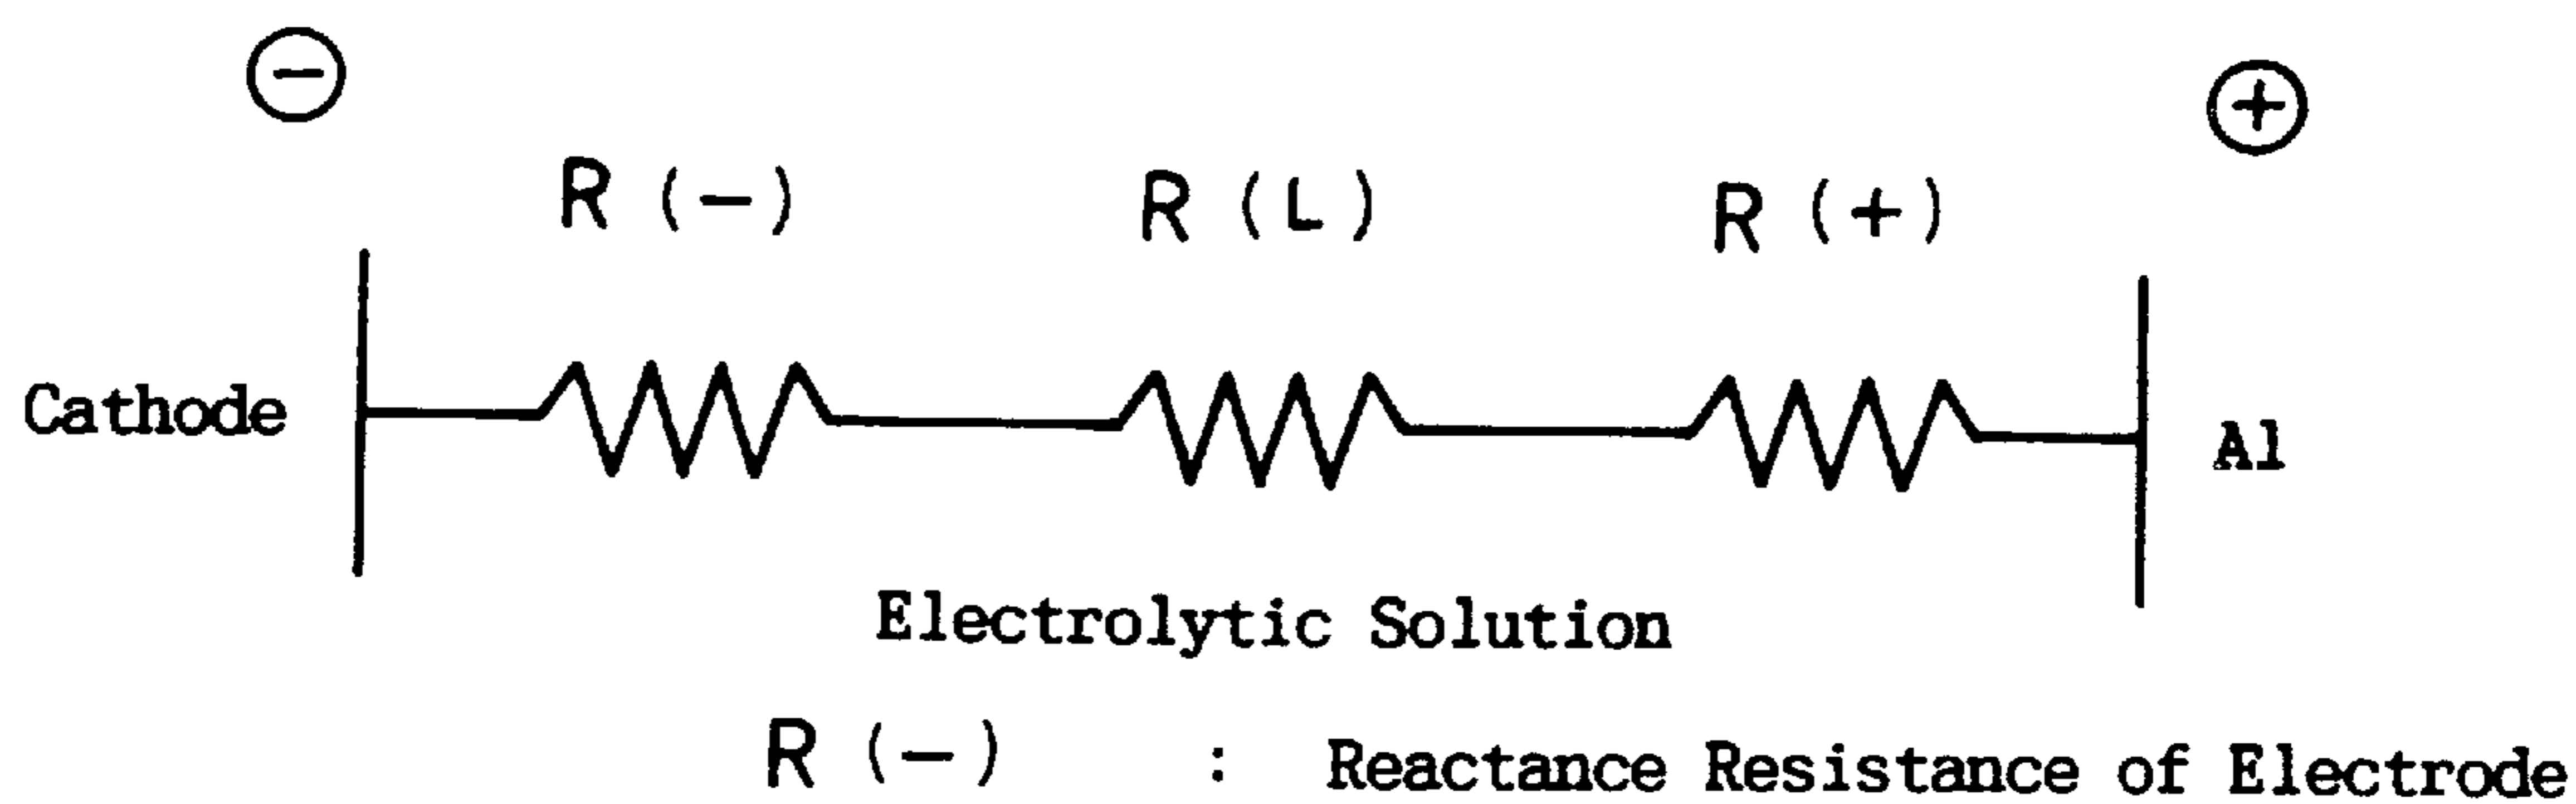 ⊖ ⊕
R (−) R (L) R (+)
Cathode Al
Electrolytic Solution
R (−) : Reactance Resistance of Electrode